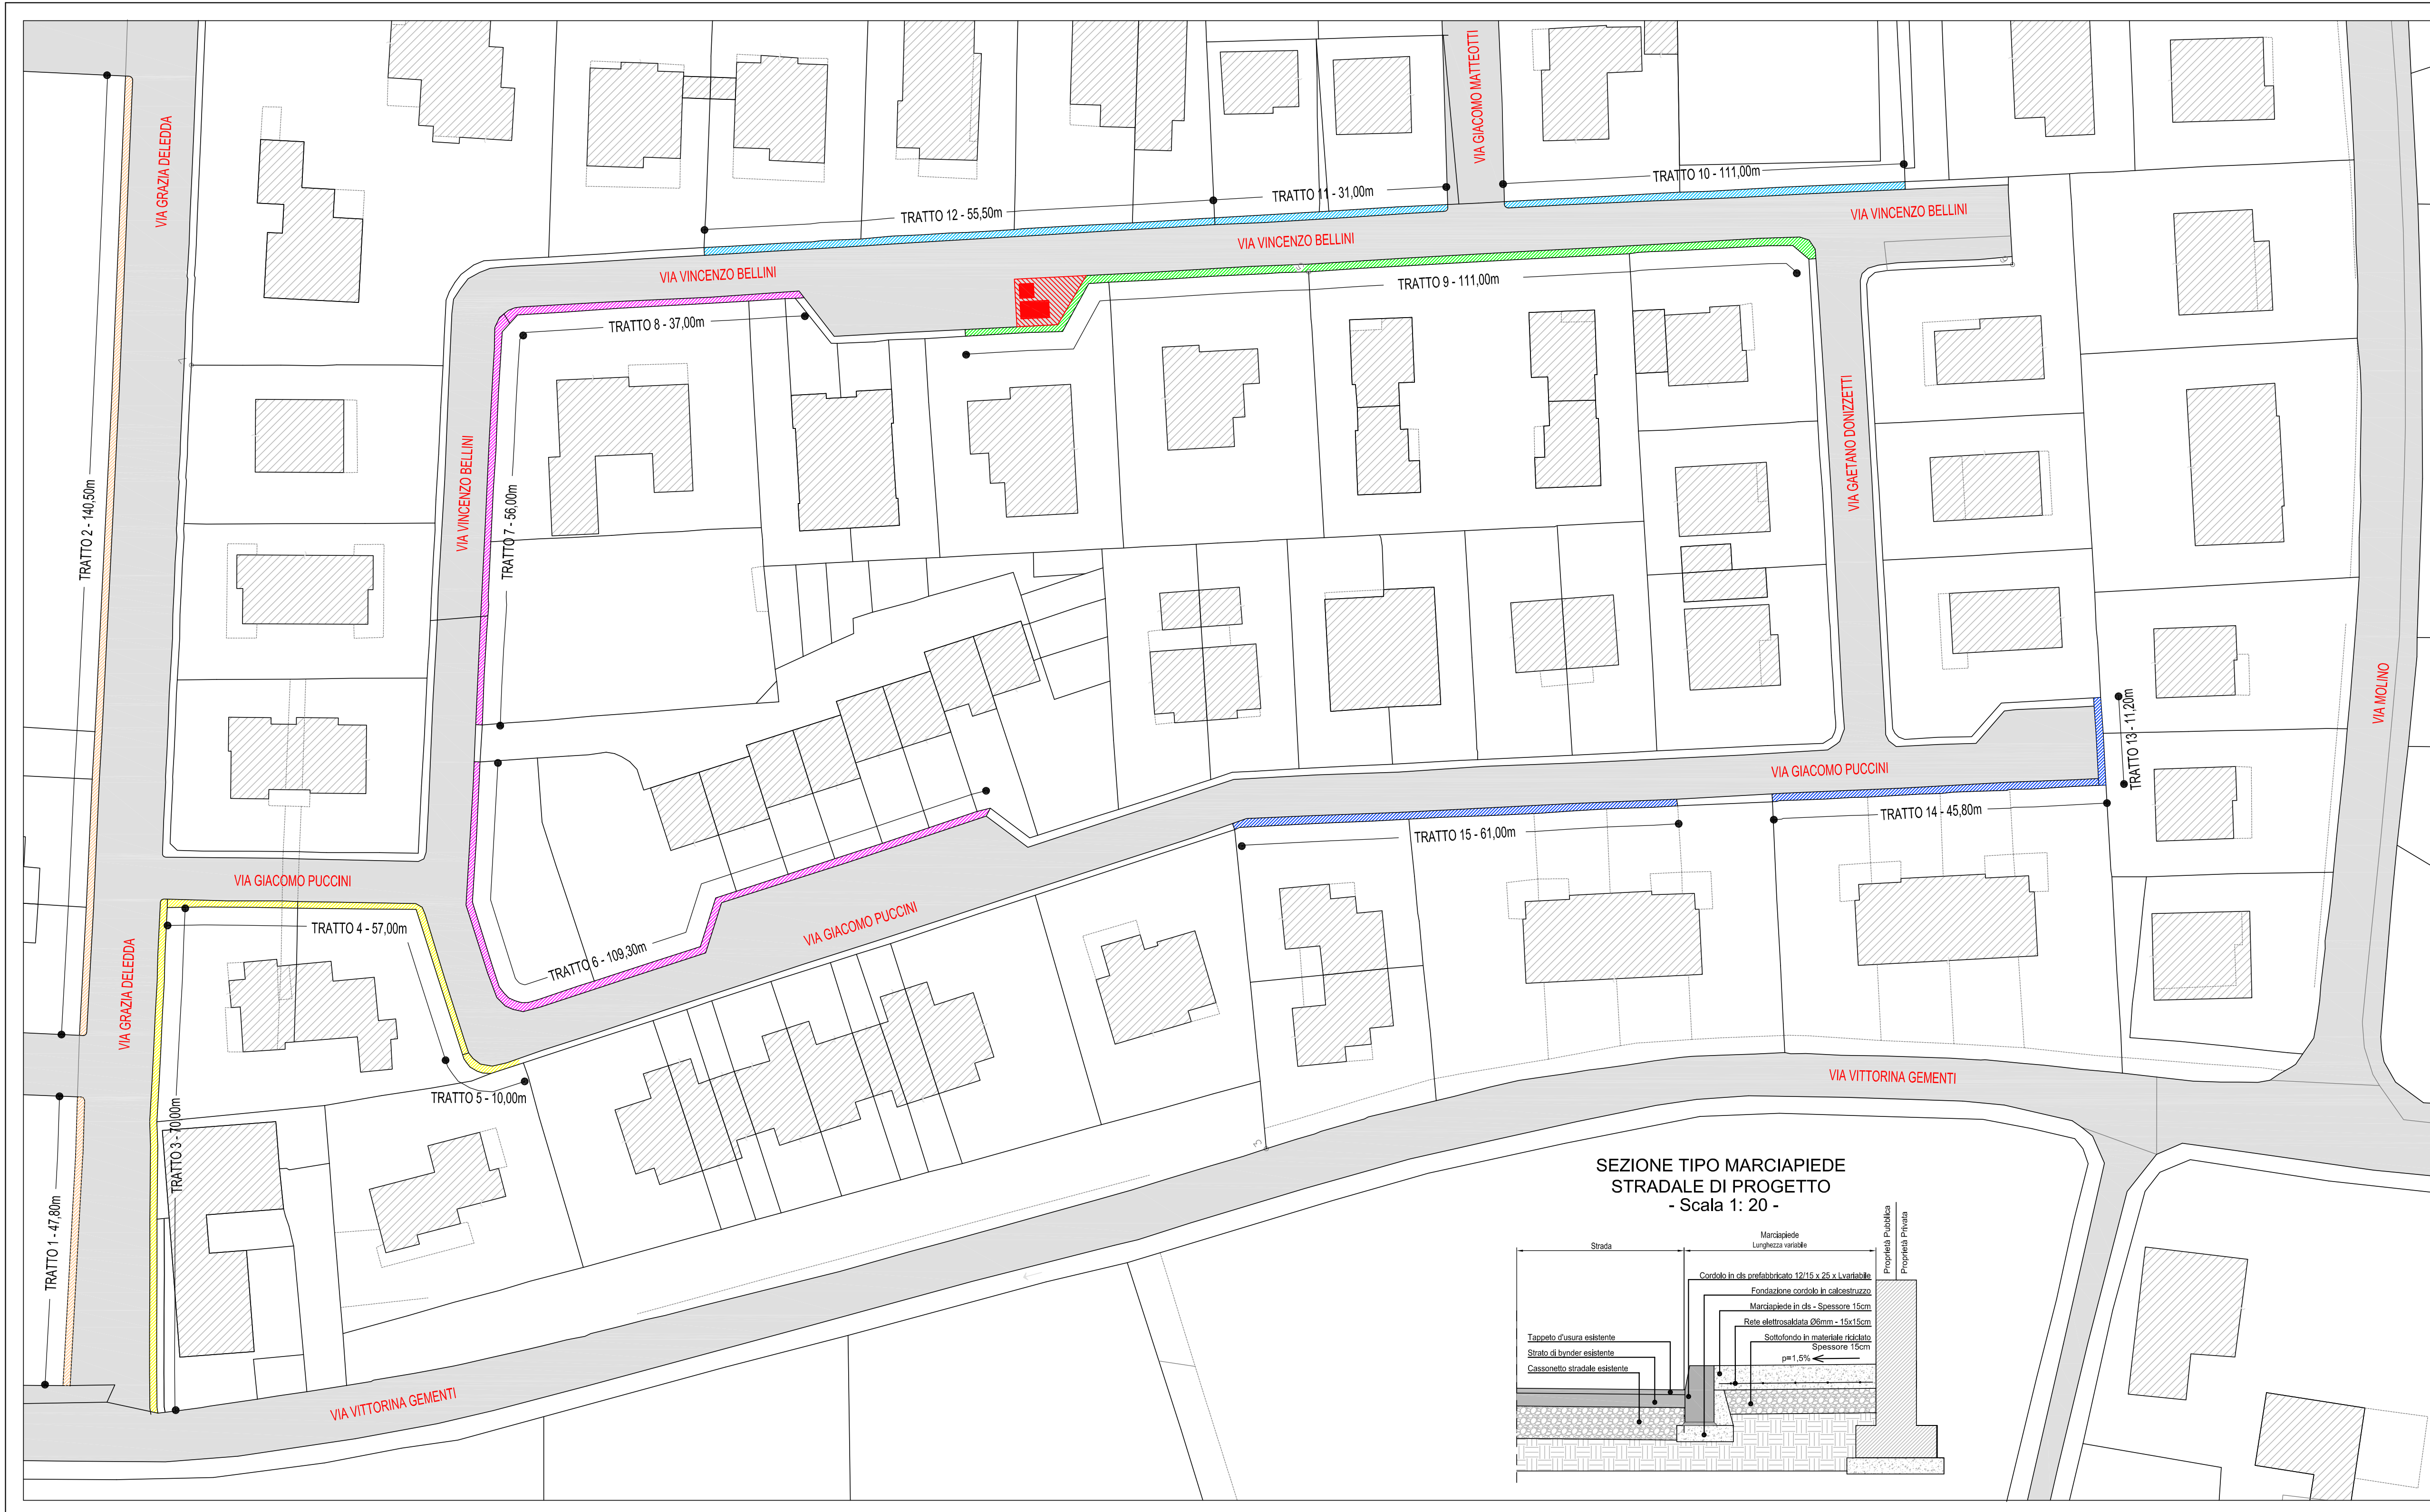 VIA GIACOMO MATTEOTTI
VIA GRAZIA DELEDDA
TRATTO 10 - 111,00m
TRATTO 11 - 31,00m
TRATTO 12 - 55,50m
VIA VINCENZO BELLINI
VIA VINCENZO BELLINI
VIA VINCENZO BELLINI
TRATTO 9 - 111,00m
TRATTO 8 - 37,00m
VIA GAETANO DONIZZETTI
VIA VINCENZO BELLINI
TRATTO 7 - 56,00m
TRATTO 2 - 140,50m
VIA MOLINO
TRATTO 13 - 11,20m
VIA GIACOMO PUCCINI
TRATTO 14 - 45,80m
TRATTO 15 - 61,00m
VIA GIACOMO PUCCINI
TRATTO 4 - 57,00m
VIA GIACOMO PUCCINI
TRATTO 6 - 109,30m
VIA GRAZIA DELEDDA
TRATTO 5 - 10,00m
TRATTO 3 - 70,00m
TRATTO 1 - 47,80m
VIA VITTORINA GEMENTI
VIA VITTORINA GEMENTI
3
SEZIONE TIPO MARCIAPIEDE
STRADALE DI PROGETTO
- Scala 1: 20 -
Strada
Marciapiede
Lunghezza variabile
Proprietà Pubblica
Proprietà Privata
Cordolo in cls prefabbricato 12/15 x 25 x Lvariabile
Fondazione cordolo in calcestruzzo
Marciapiede in cls - Spessore 15cm
Rete elettrosaldata Ø6mm - 15x15cm
Sottofondo in materiale riciclato
Spessore 15cm
p=1,5%
Tappeto d'usura esistente
Strato di bynder esistente
Cassonetto stradale esistente